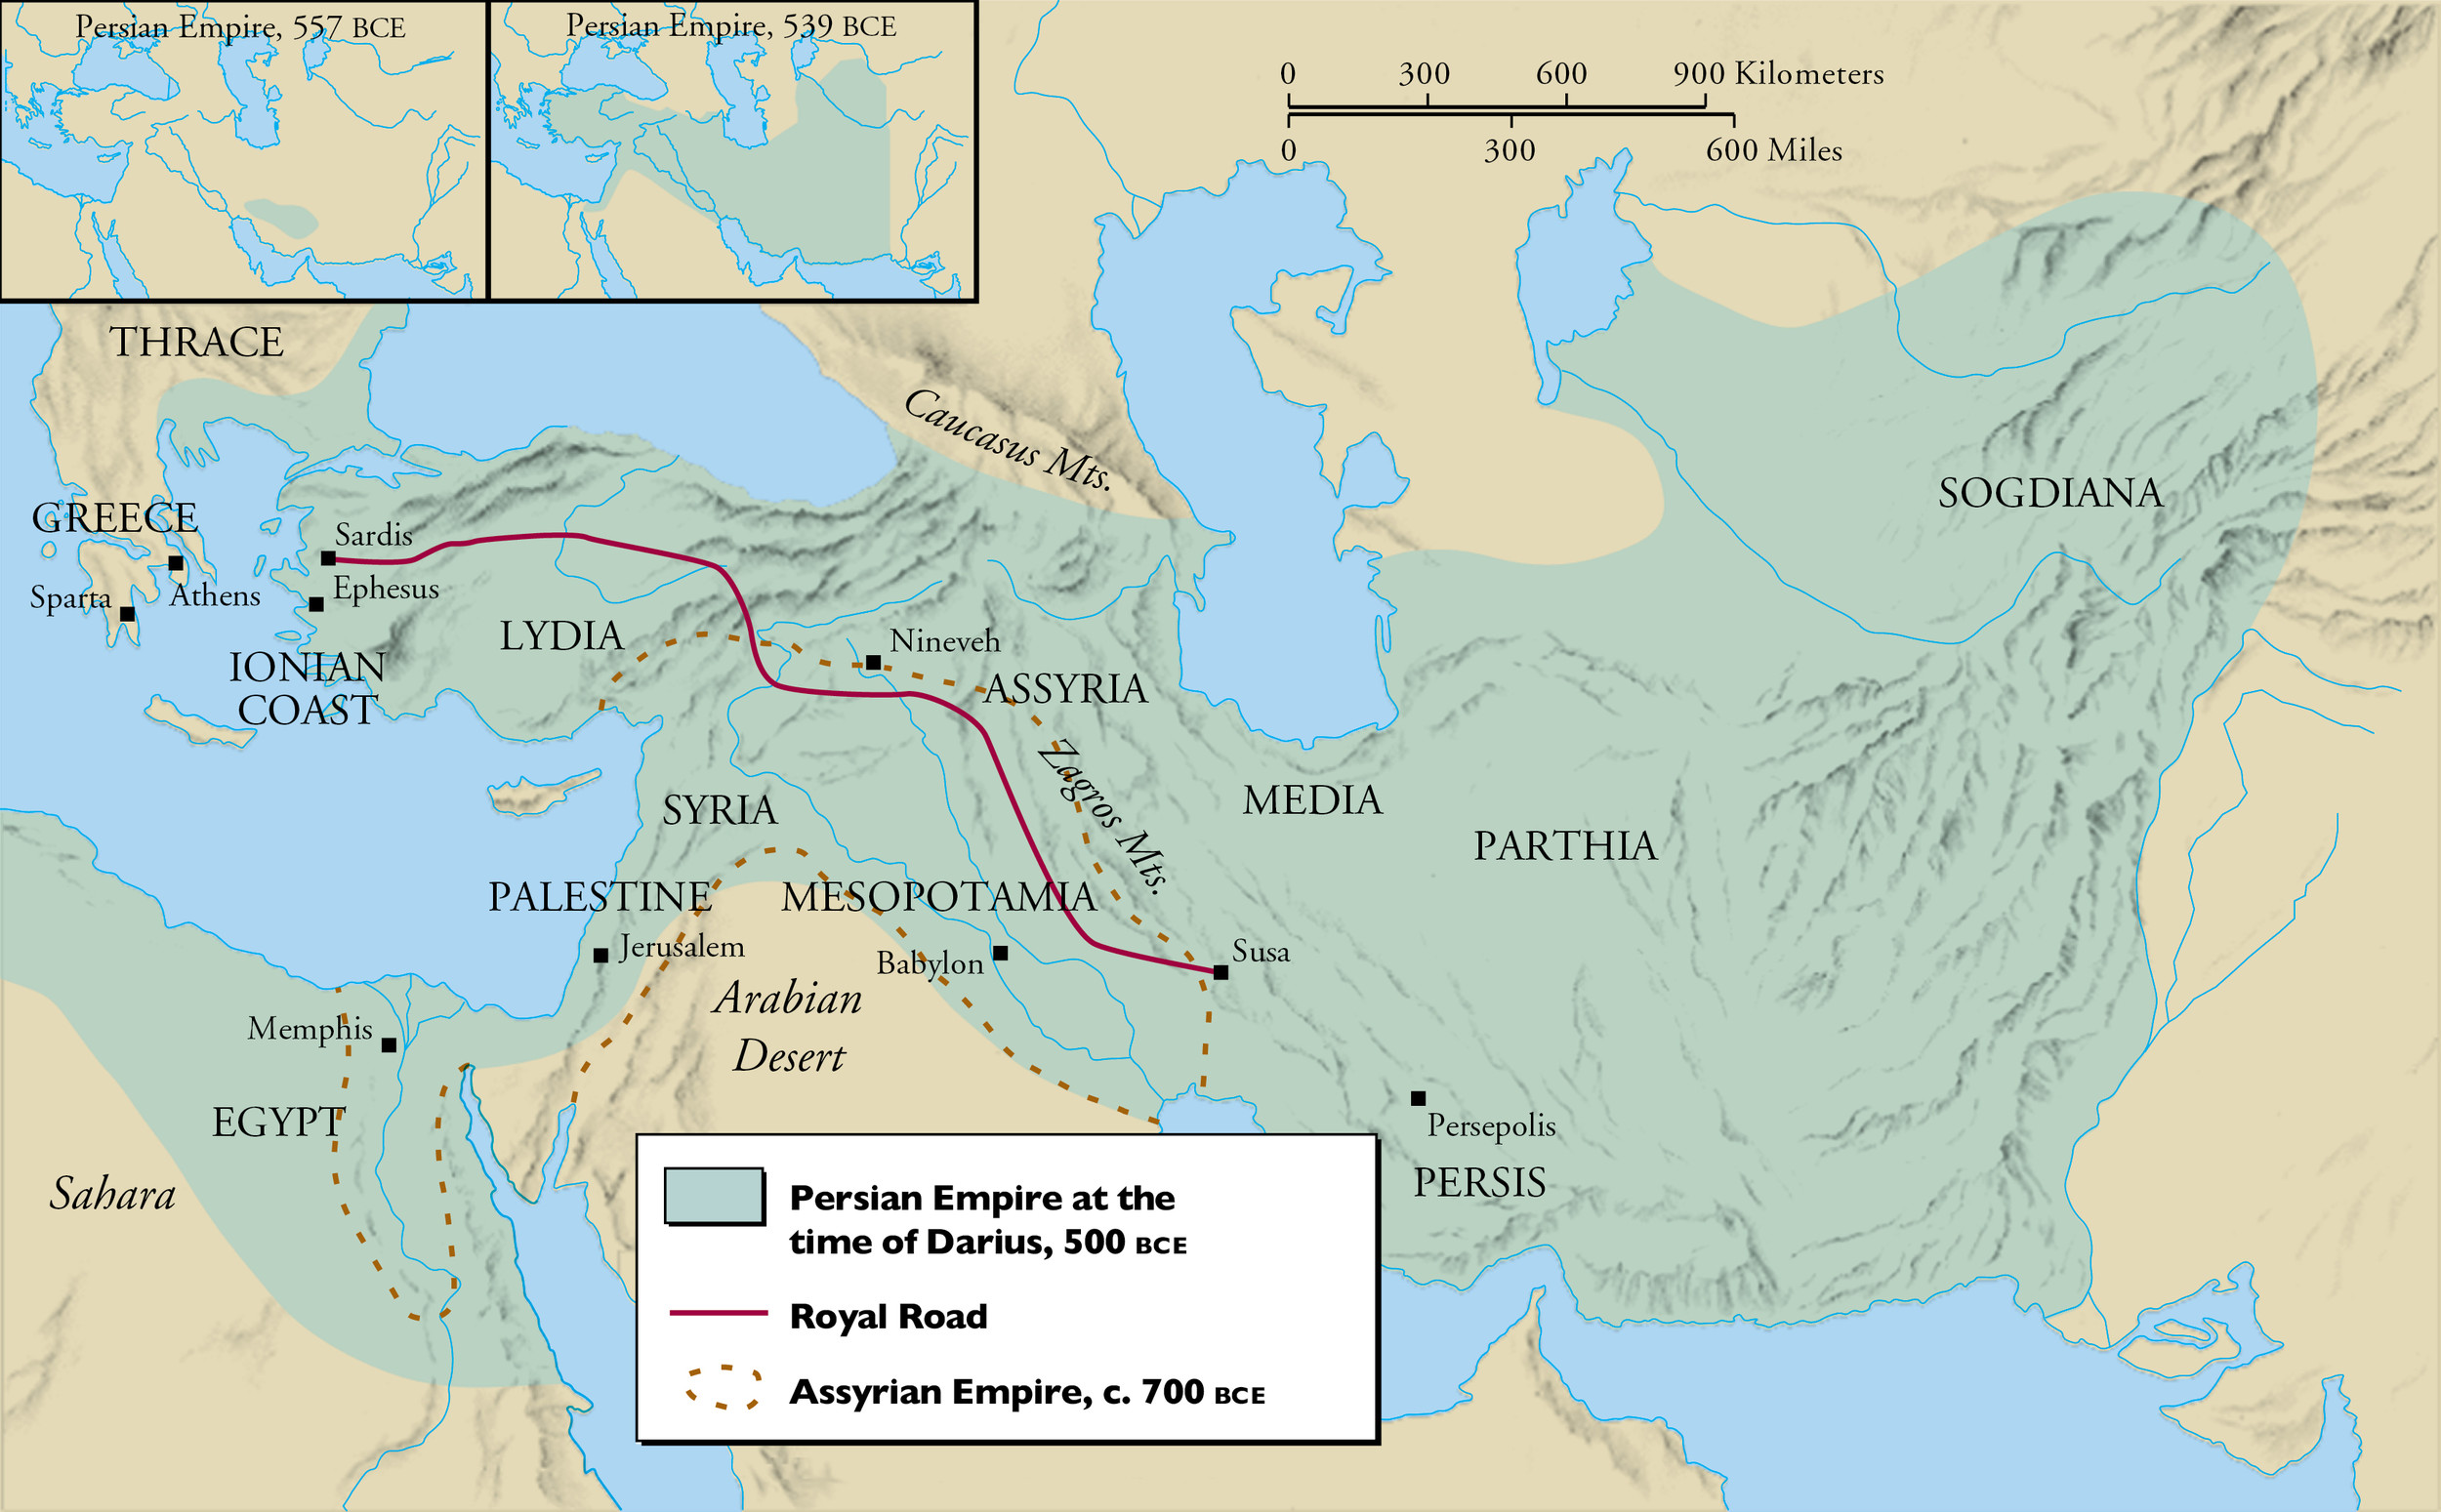 Persian Empire, 557 BCE
Persian Empire, 539 BCE
0 300 600 900 Kilometers
0 300 600 Miles
THRACE
Caucasus Mts.
GREECE
SOGDIANA
Sardis
Ephesus
Athens
Sparta
LYDIA
Nineveh
IONIAN
COAST
ASSYRIA
Zagros Mts.
MEDIA
SYRIA
PARTHIA
PALESTINE
MESOPOTAMIA
Jerusalem
Babylon
Susa
Arabian
Desert
Memphis
EGYPT
Persepolis
PERSIS
Sahara
Persian Empire at the
time of Darius, 500 BCE
Royal Road
Assyrian Empire, c. 700 BCE